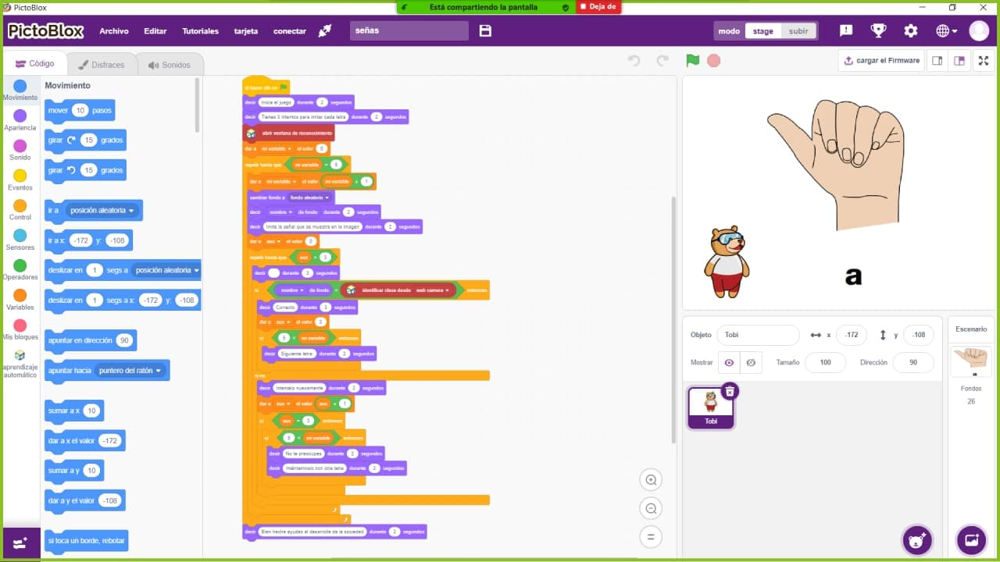 PictoBlox
Está compartiendo la pantalla
Deja de
PictoBlox
Archivo
Editar
Tutoriales
tarjeta
conectar
señas
modo
stage
subir
Código
Disfraces
Sonidos
cargar el Firmware
Movimiento
Apariencia
Sonido
Eventos
Control
Sensores
Operadores
Variables
Mis bloques
aprendizaje
automático
Movimiento
mover 10 pasos
girar 15 grados
girar 15 grados
ir a posición aleatoria
ir a x: -172 y: -108
deslizar en 1 segs a posición aleatoria
deslizar en 1 segs a x: -172 y: -108
apuntar en dirección 90
apuntar hacia puntero del ratón
sumar a x 10
dar a x el valor -172
sumar a y 10
dar a y el valor -108
si toca un borde, rebotar
decir Inicia el juego durante 2 segundos
decir Tienes 3 intentos para imitar cada letra durante 2 segundos
abrir ventana de reconocimiento
dar a mi variable el valor 0
repetir hasta que mi variable =
dar a mi variable el valor mi variable + 1
cambiar fondo a fondo aleatorio
decir nombre de fondo durante 2 segundos
decir Imita la señal que se muestra en la imagen durante 2 segundos
dar a aux el valor 0
repetir hasta que aux = 3
decir durante 3 segundos
si nombre de fondo = identificar clase desde web camera entonces
decir Correcto durante 3 segundos
dar a aux el valor 3
si < mi variable entonces
decir Siguiente letra: durante 2 segundos
si no
decir Intentelo nuevamente durante 2 segundos
dar a aux el valor aux + 1
si aux = 3 entonces
si < mi variable entonces
decir No te preocupes durante 2 segundos
decir Inténtemoslo con otra letra durante 2 segundos
decir Bien hecho ayudas al desarrollo de la sociedad durante 2 segundos
a
Objeto
Tobi
x
-172
y
-108
Mostrar
Tamaño
100
Dirección
90
Tobi
Escenario
Fondos
26